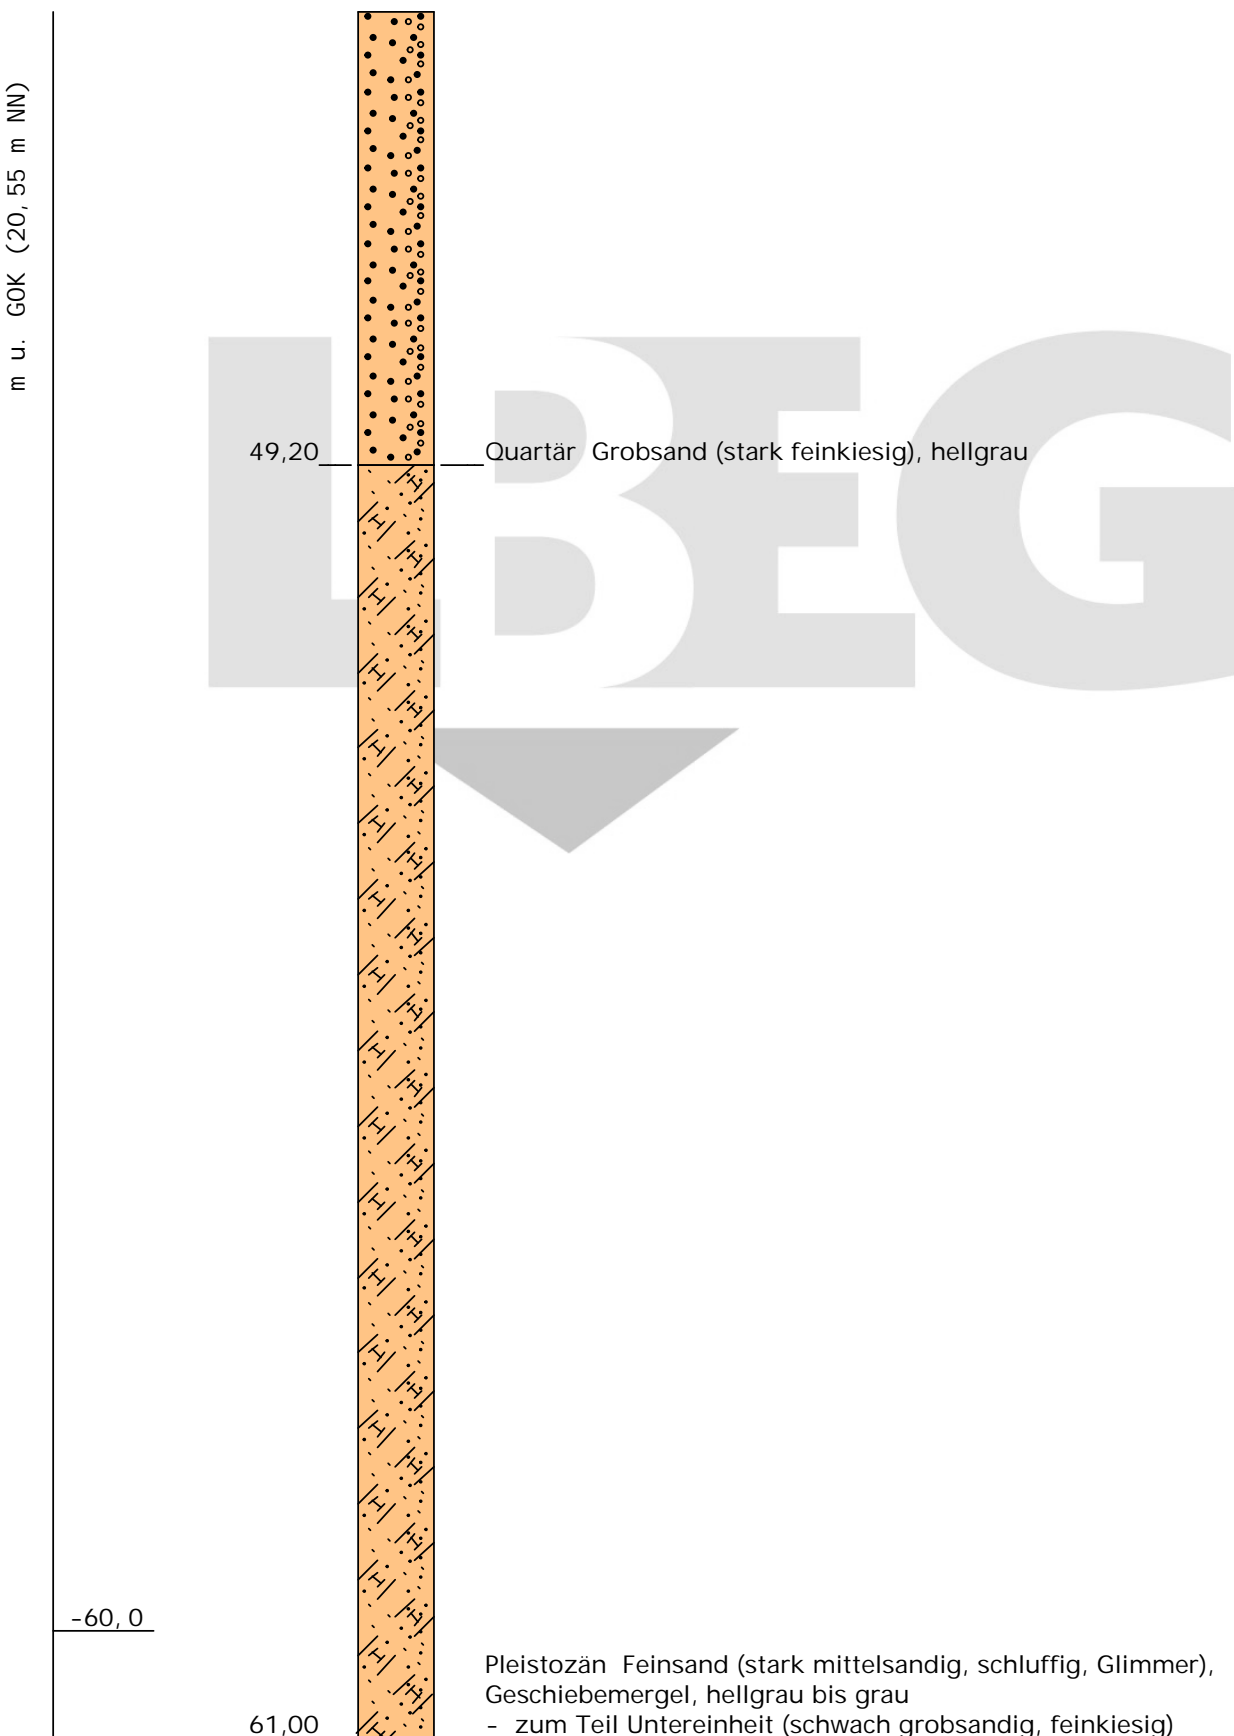 m u. GOK (20,55 m NN)
LBEG
49,20
Quartär Grobsand (stark feinkiesig), hellgrau
-60,0
Pleistozän Feinsand (stark mittelsandig, schluffig, Glimmer),
Geschiebemergel, hellgrau bis grau
61,00
- zum Teil Untereinheit (schwach grobsandig, feinkiesig)